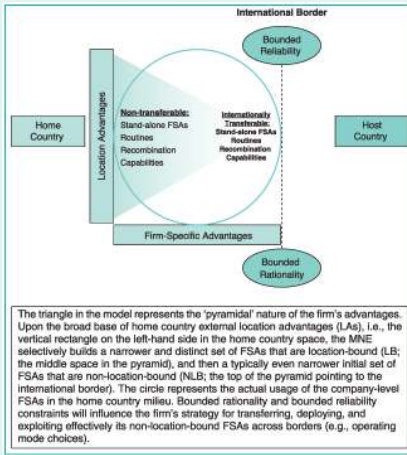 International Border
Bounded
Reliability
Home
Country
Location Advantages
Non-transferable:
Stand-alone FSAs
Routines
Recombination
Capabilities
Internationally
Transferable:
Stand-alone FSAs
Routines
Recombination
Capabilities
Host
Country
Firm-Specific Advantages
Bounded
Rationality
The triangle in the model represents the 'pyramidal' nature of the firm's advantages.
Upon the broad base of home country external location advantages (LAs), i.e., the
vertical rectangle on the left-hand side in the home country space, the MNE
selectively builds a narrower and distinct set of FSAs that are location-bound (LB;
the middle space in the pyramid), and then a typically even narrower initial set of
FSAs that are non-location-bound (NLB; the top of the pyramid pointing to the
international border). The circle represents the actual usage of the company-level
FSAs in the home country milieu. Bounded rationality and bounded reliability
constraints will influence the firm's strategy for transferring, deploying, and
exploiting effectively its non-location-bound FSAs across borders (e.g., operating
mode choices).